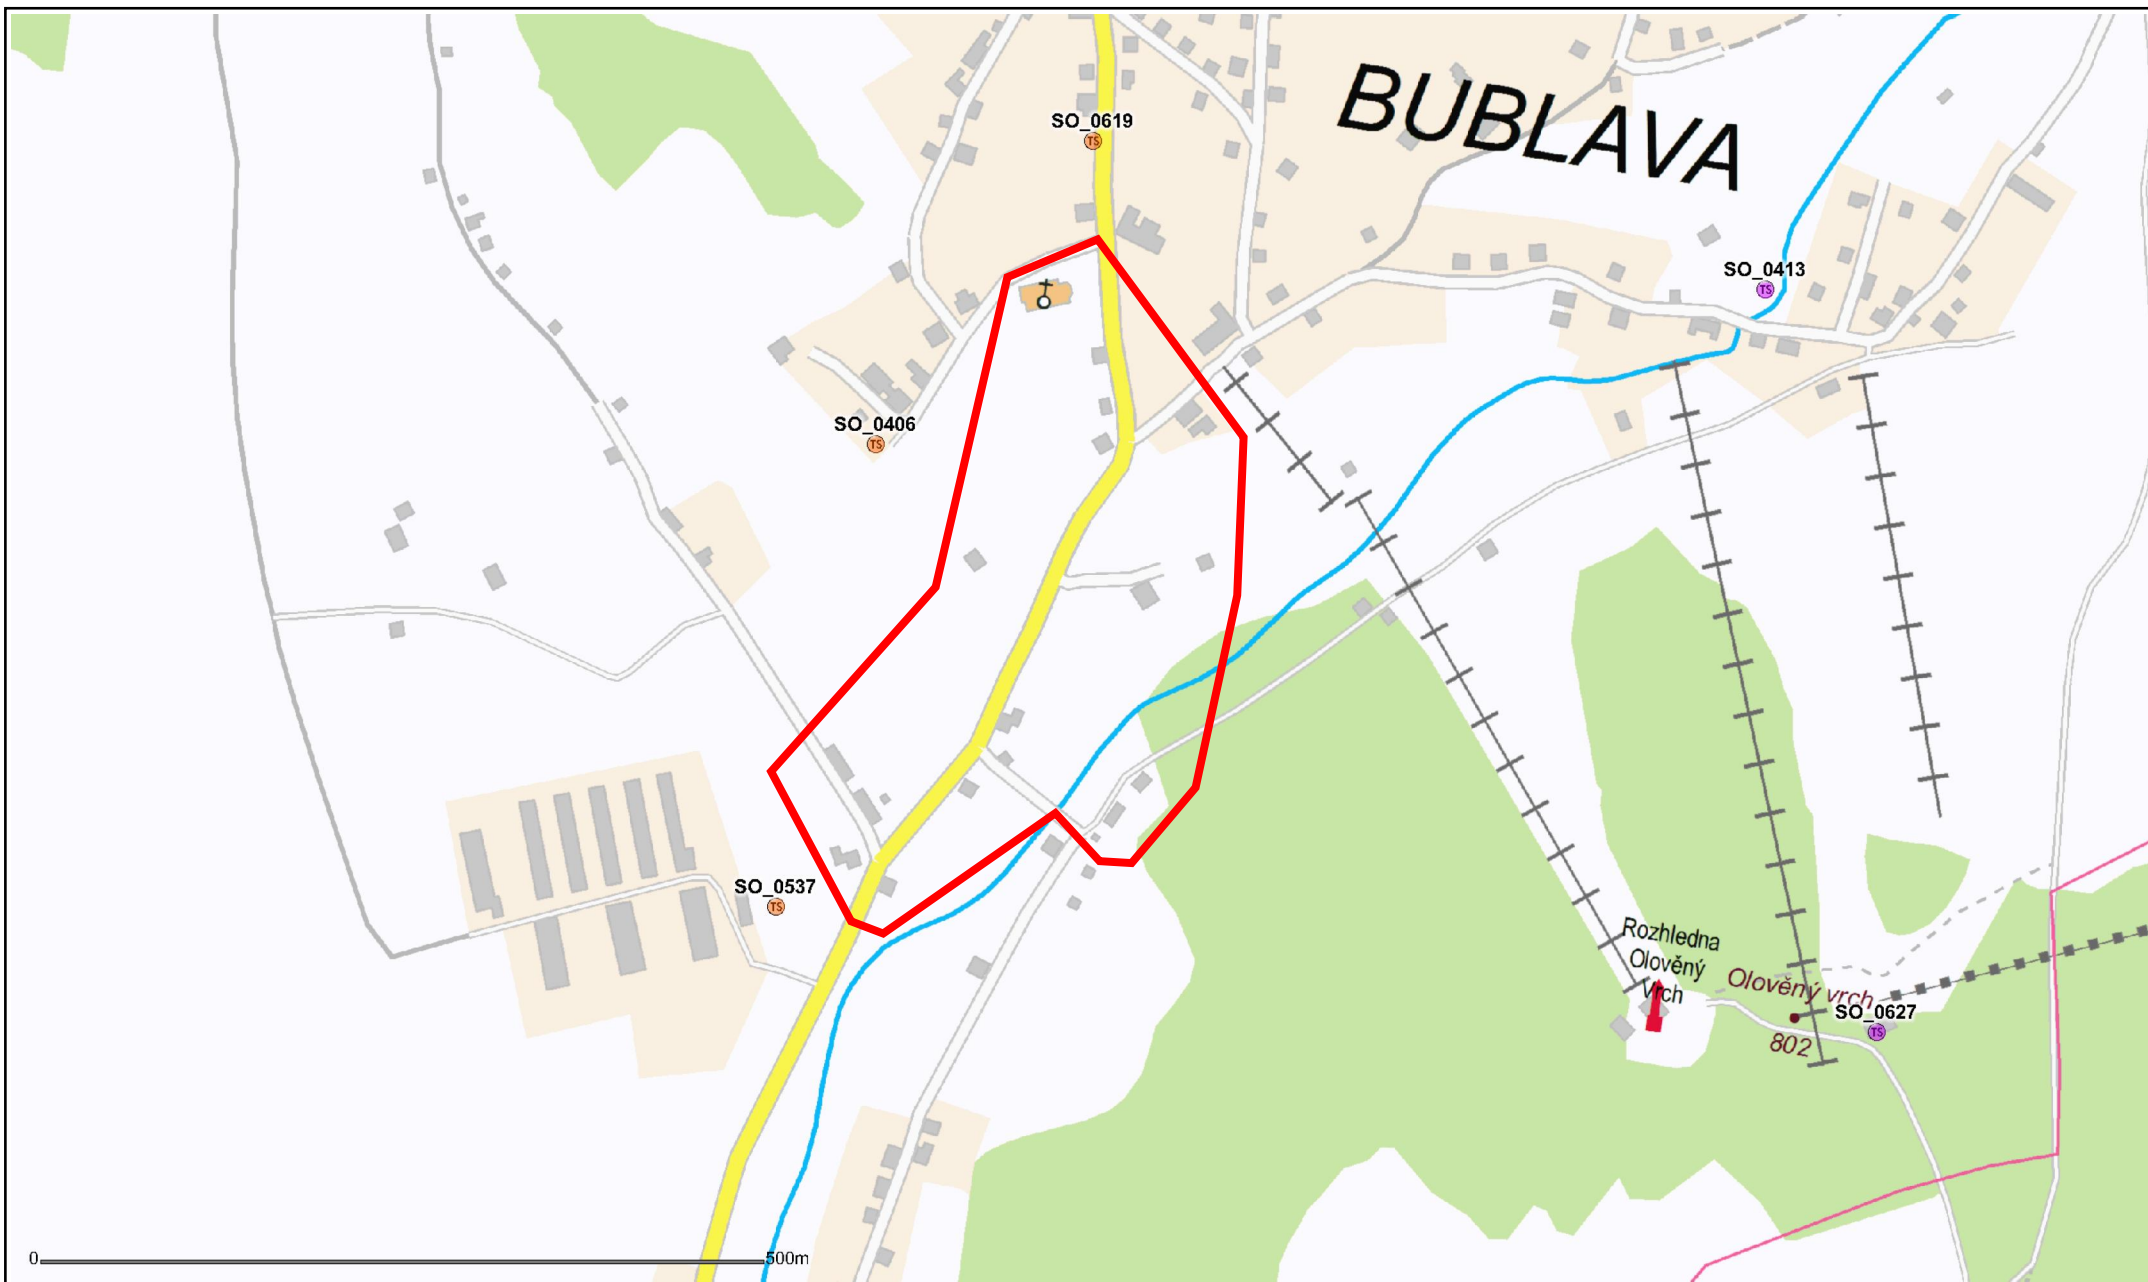 BUBLAVA
SO_0619
TS
SO_0413
TS
SO_0406
TS
SO_0537
TS
Rozhledna
Olověný
Vrch
Olověný vrch
SO_0627
TS
802
0
500m